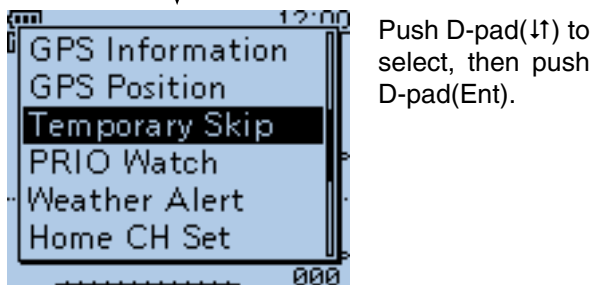 12:00
GPS Information
GPS Position
Temporary Skip
PRIO Watch
Weather Alert
Home CH Set
000
Push D-pad(↓↑) to
select, then push
D-pad(Ent).